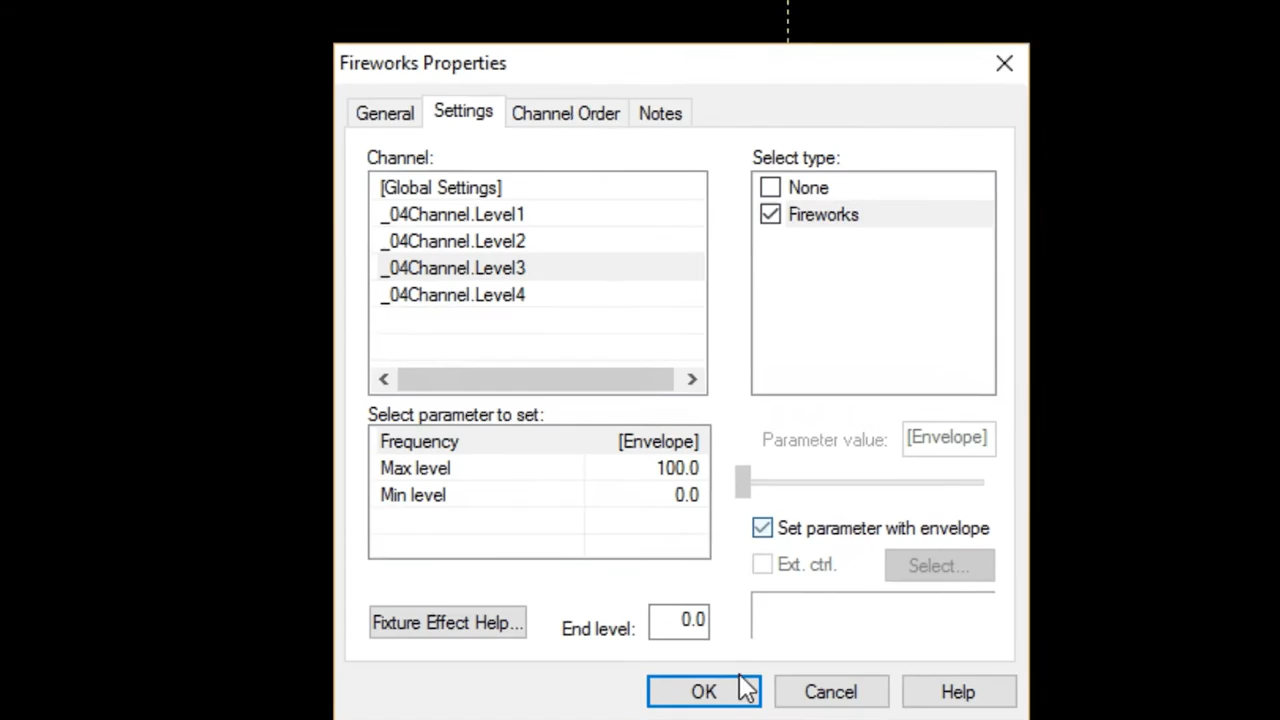 Fireworks Properties
General Settings Channel Order Notes
Channel:
[Global Settings]
_04Channel.Level1
_04Channel.Level2
_04Channel.Level3
_04Channel.Level4
Select type:
None
Fireworks
Select parameter to set:
Frequency [Envelope]
Max level 100.0
Min level 0.0
Parameter value: [Envelope]
Set parameter with envelope
Ext. ctrl. Select...
Fixture Effect Help... End level: 0.0
OK Cancel Help